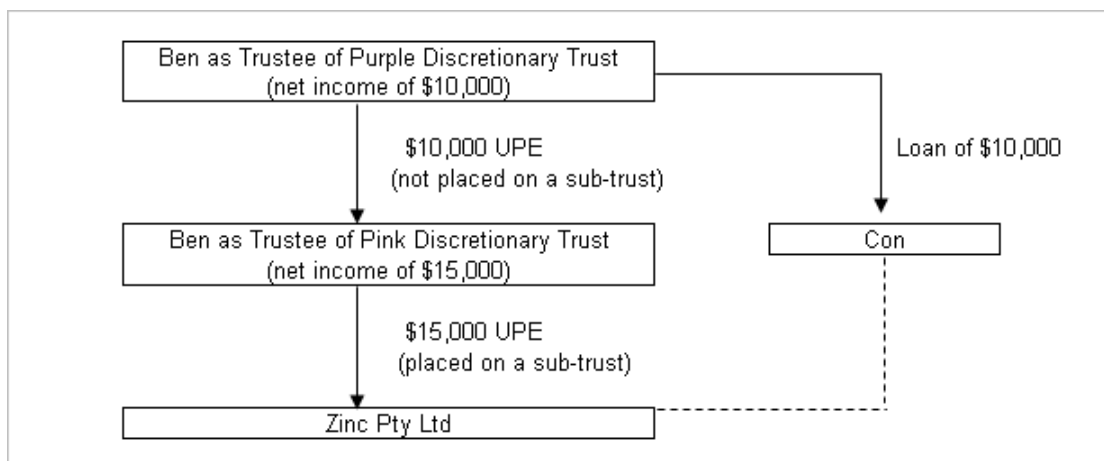 Ben as Trustee of Purple Discretionary Trust
(net income of $10,000)
$10,000 UPE
(not placed on a sub-trust)
Loan of $10,000
Ben as Trustee of Pink Discretionary Trust
(net income of $15,000)
Con
$15,000 UPE
(placed on a sub-trust)
Zinc Pty Ltd